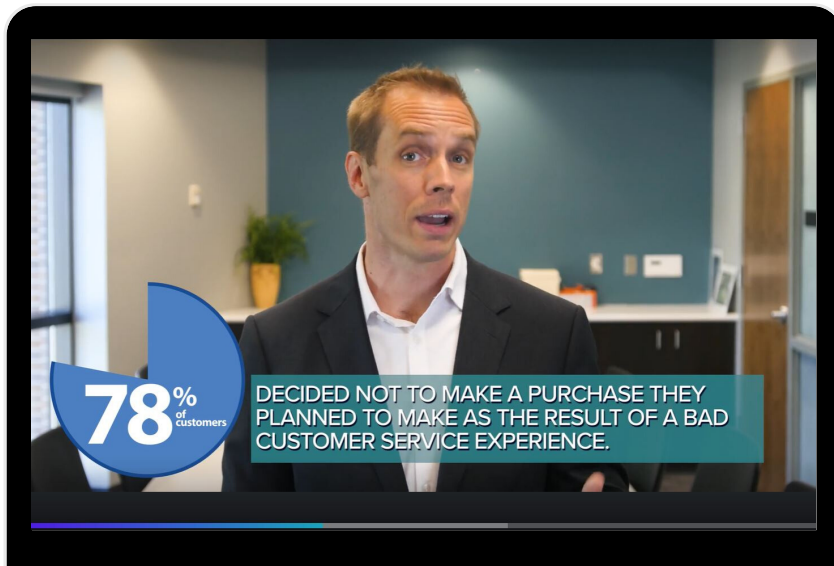 78%
of
customers
DECIDED NOT TO MAKE A PURCHASE THEY
PLANNED TO MAKE AS THE RESULT OF A BAD
CUSTOMER SERVICE EXPERIENCE.